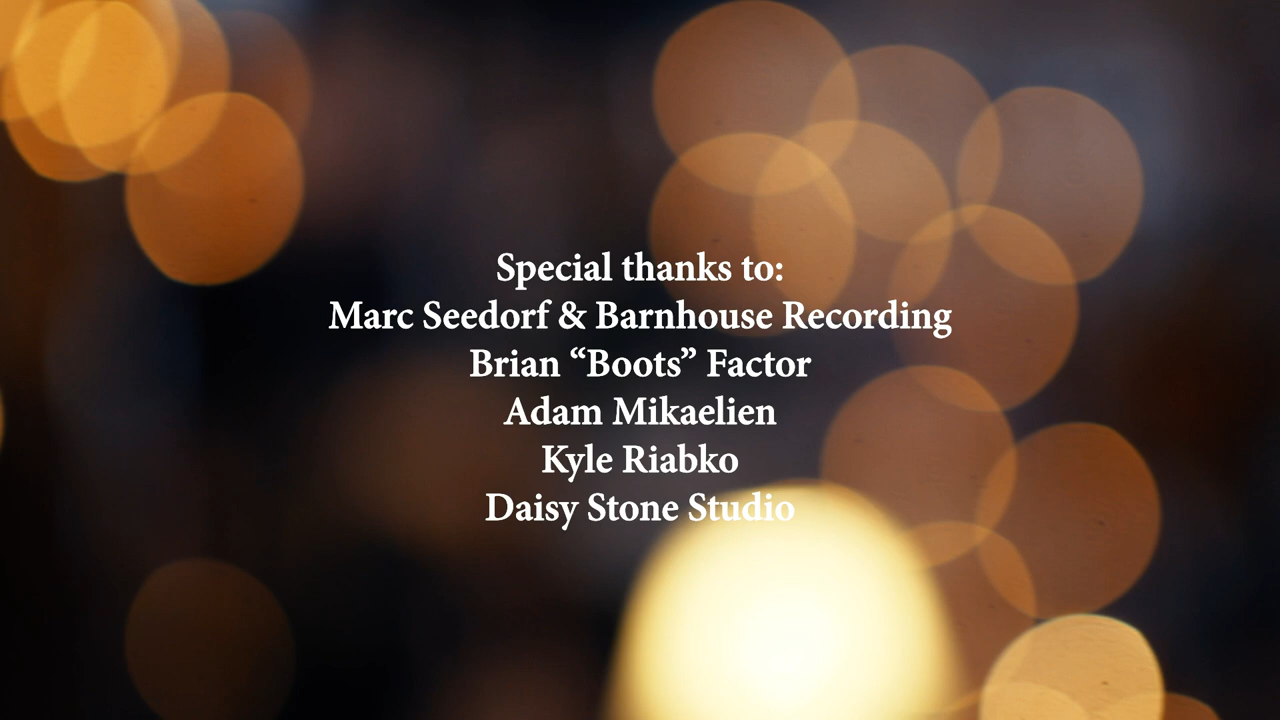 Special thanks to:
Marc Seedorf & Barnhouse Recording
Brian “Boots” Factor
Adam Mikaelien
Kyle Riabko
Daisy Stone Studio